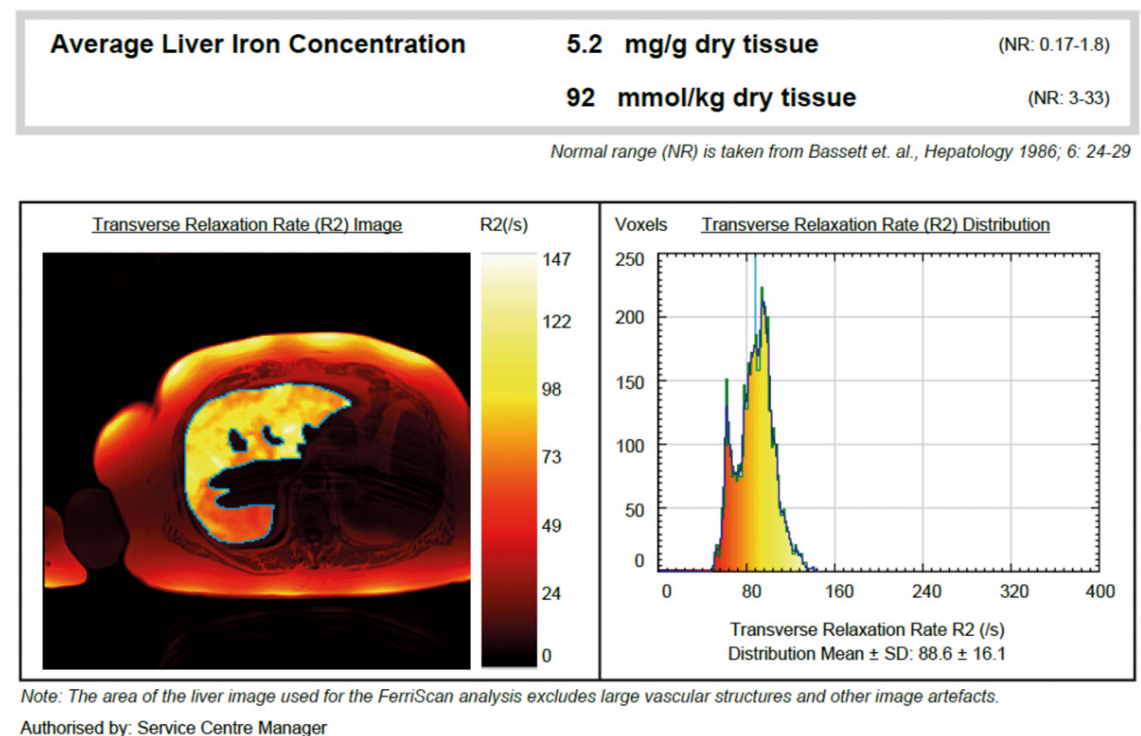 Average Liver Iron Concentration 5.2 mg/g dry tissue (NR: 0.17-1.8)
92 mmol/kg dry tissue (NR: 3-33)
Normal range (NR) is taken from Bassett et. al., Hepatology 1986; 6: 24-29
Transverse Relaxation Rate (R2) Image R2(/s)
147
122
98
73
49
24
0
Voxels Transverse Relaxation Rate (R2) Distribution
250
200
150
100
50
0
0 80 160 240 320 400
Transverse Relaxation Rate R2 (/s)
Distribution Mean ± SD: 88.6 ± 16.1
Note: The area of the liver image used for the FerriScan analysis excludes large vascular structures and other image artefacts.
Authorised by: Service Centre Manager